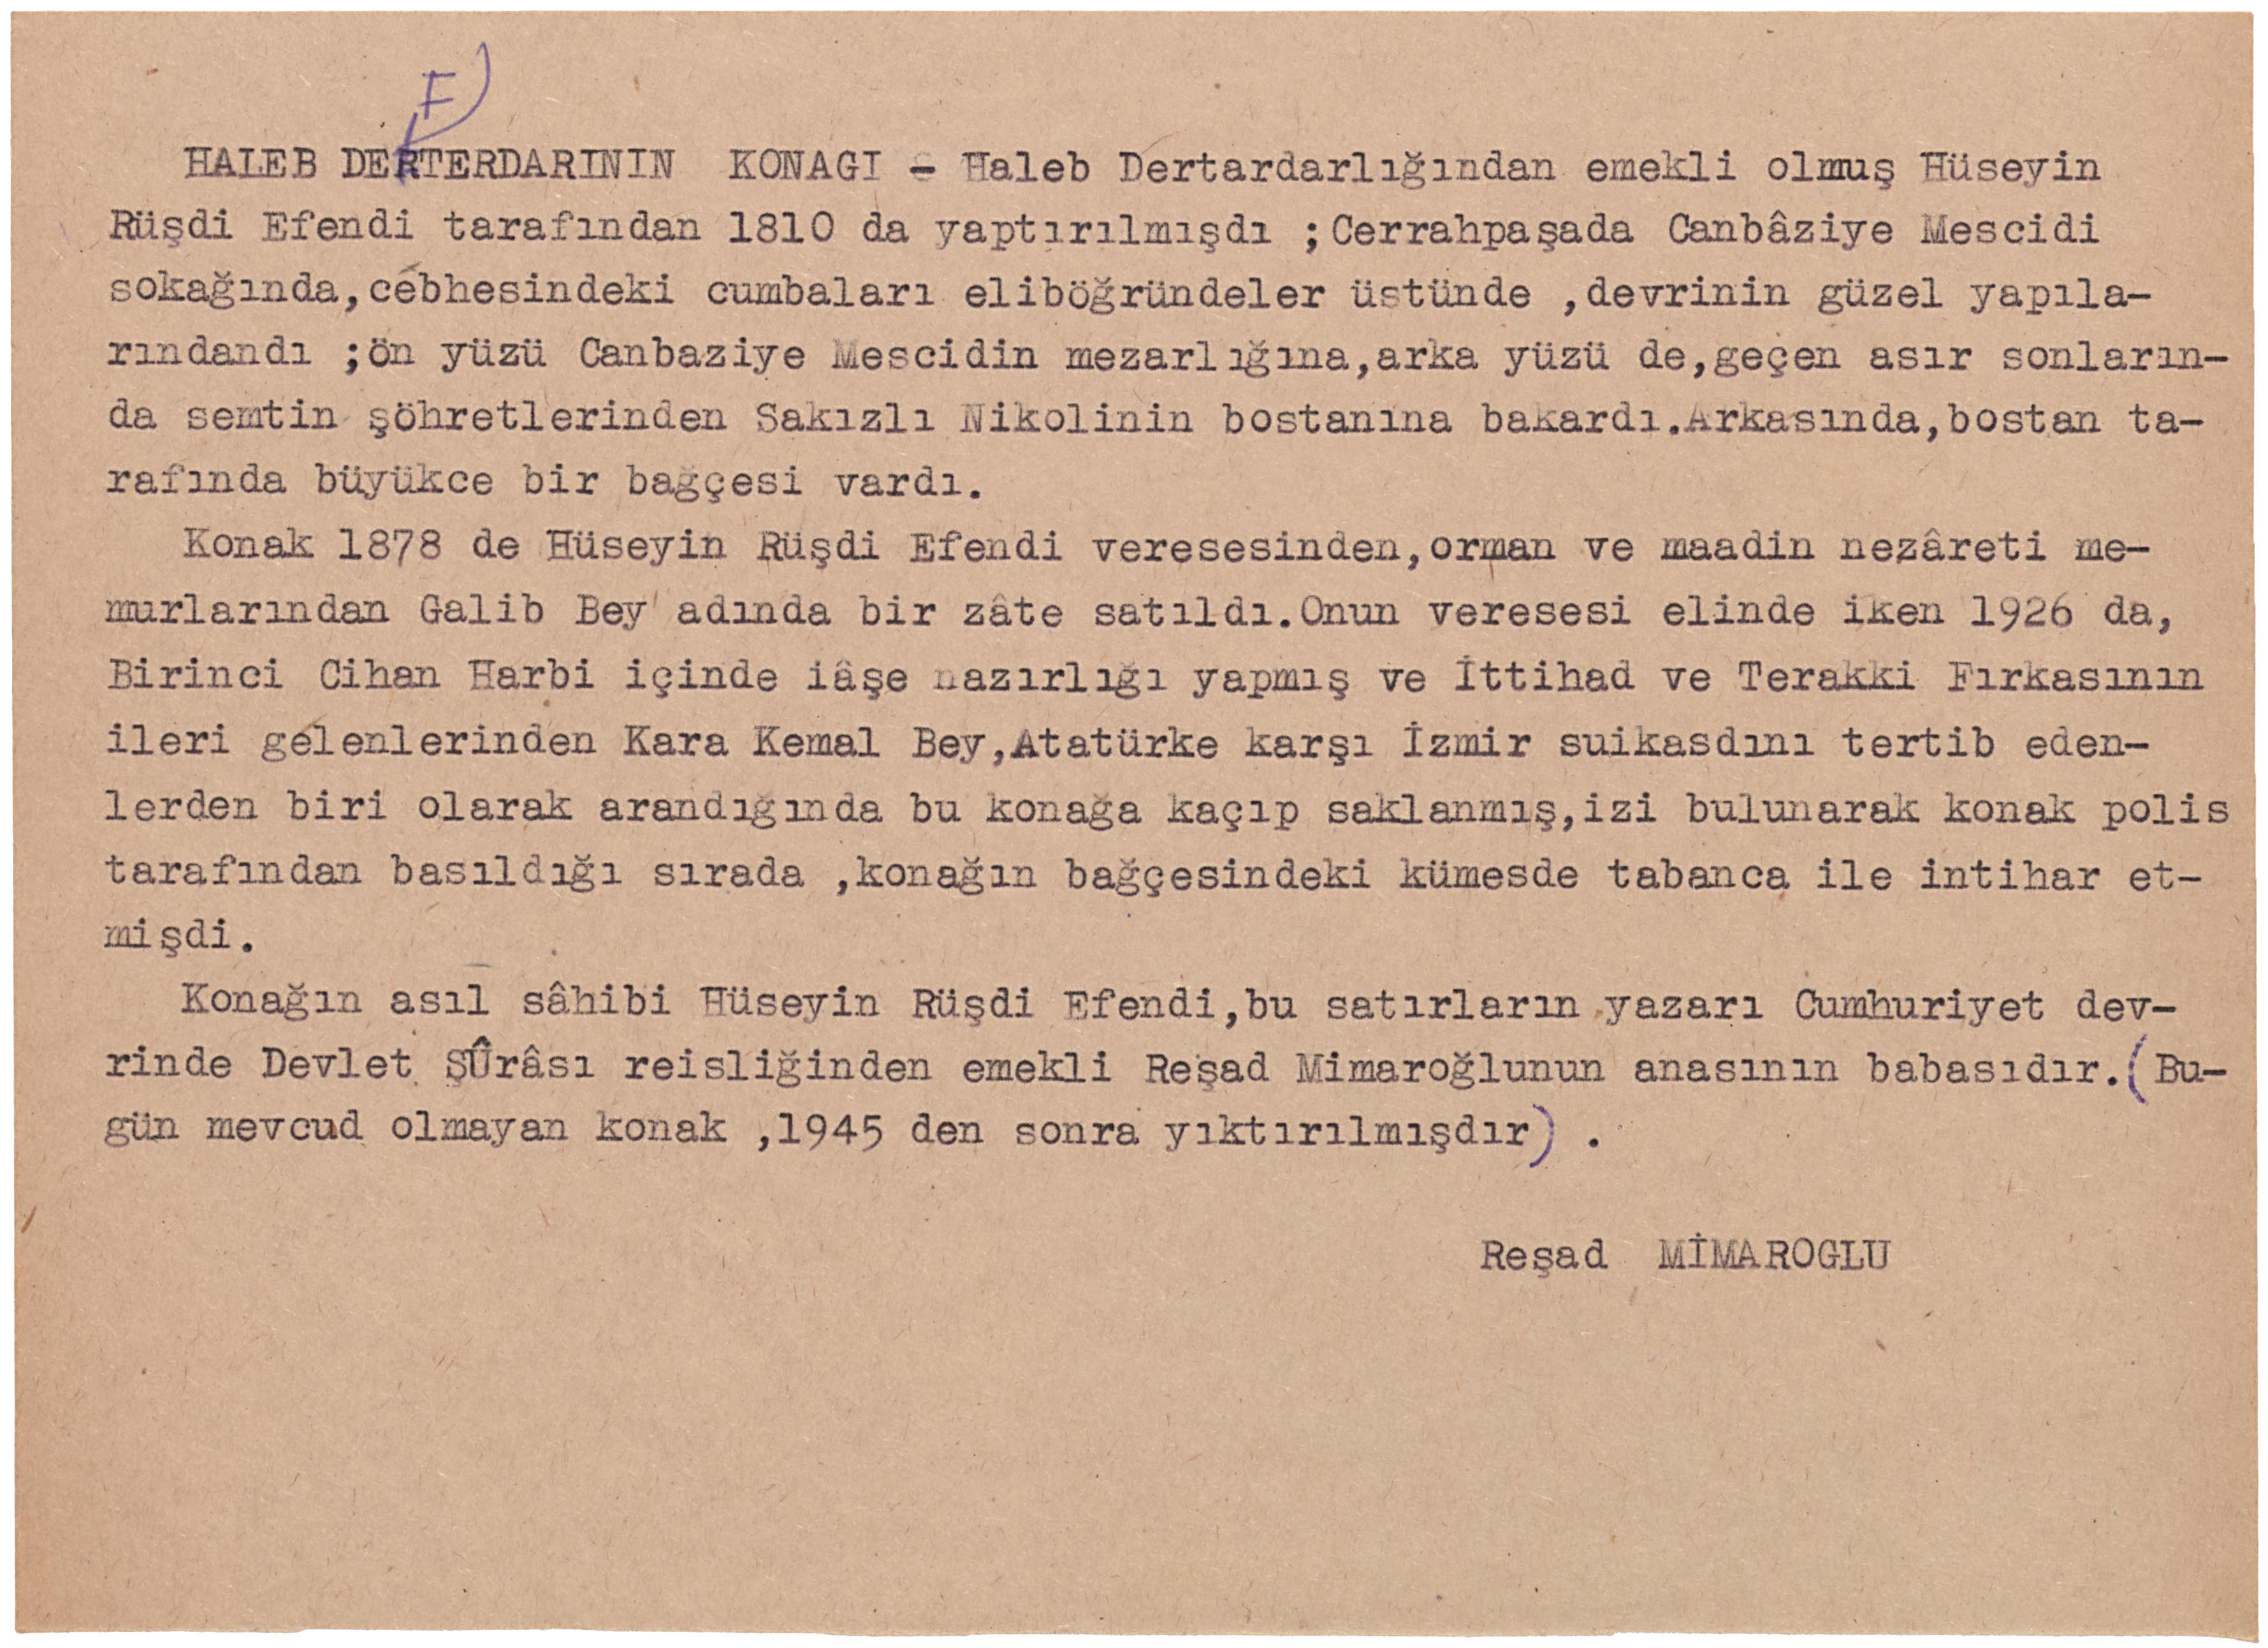 F
HALEB DERTERDARININ KONAGI - Haleb Dertardarlığından emekli olmuş Hüseyin
Rüşdi Efendi tarafından 1810 da yaptırılmışdı ;Cerrahpaşada Canbâziye Mescidi
sokağında,cebhesindeki cumbaları eliböğründeler üstünde ,devrinin güzel yapıla-
rındandı ;ön yüzü Canbaziye Mescidin mezarlığına,arka yüzü de,geçen asır sonların-
da semtin şöhretlerinden Sakızlı Nikolinin bostanına bakardı.Arkasında,bostan ta-
rafında büyükce bir bağçesi vardı.
Konak 1878 de Hüseyin Rüşdi Efendi veresesinden,orman ve maadin nezâreti me-
murlarından Galib Bey adında bir zâte satıldı.Onun veresesi elinde iken 1926 da,
Birinci Cihan Harbi içinde iâşe nazırlığı yapmış ve İttihad ve Terakki Fırkasının
ileri gelenlerinden Kara Kemal Bey,Atatürke karşı İzmir suikasdını tertib eden-
lerden biri olarak arandığında bu konağa kaçıp saklanmış,izi bulunarak konak polis
tarafından basıldığı sırada ,konağın bağçesindeki kümesde tabanca ile intihar et-
mişdi.
Konağın asıl sâhibi Hüseyin Rüşdi Efendi,bu satırların yazarı Cumhuriyet dev-
rinde Devlet ŞÛrâsı reisliğinden emekli Reşad Mimaroğlunun anasının babasıdır.(Bu-
gün mevcud olmayan konak ,1945 den sonra yıktırılmışdır) .
Reşad MİMAROGLU